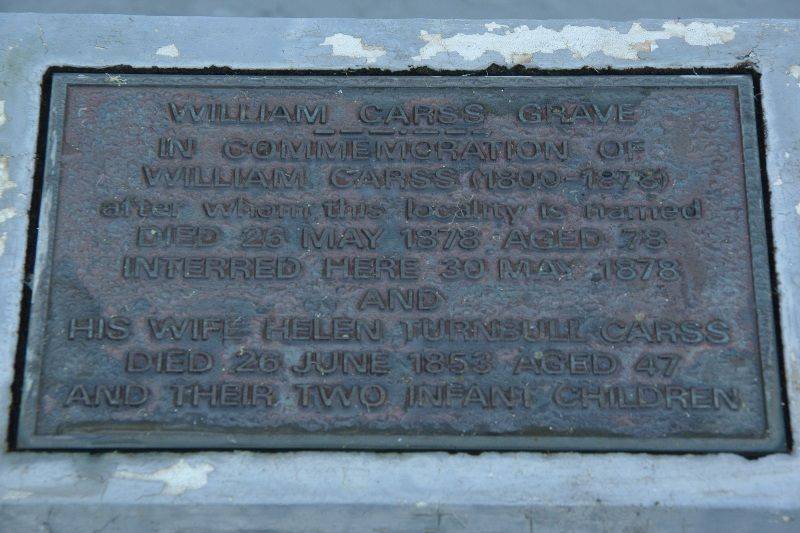 WILLIAM CARSS GRAVE
IN COMMEMORATION OF
WILLIAM CARSS (1800-1878)
after whom this locality is named
DIED 26 MAY 1878 AGED 78
INTERRED HERE 30 MAY 1878
AND
HIS WIFE HELEN TURNBULL CARSS
DIED 26 JUNE 1853 AGED 47
AND THEIR TWO INFANT CHILDREN